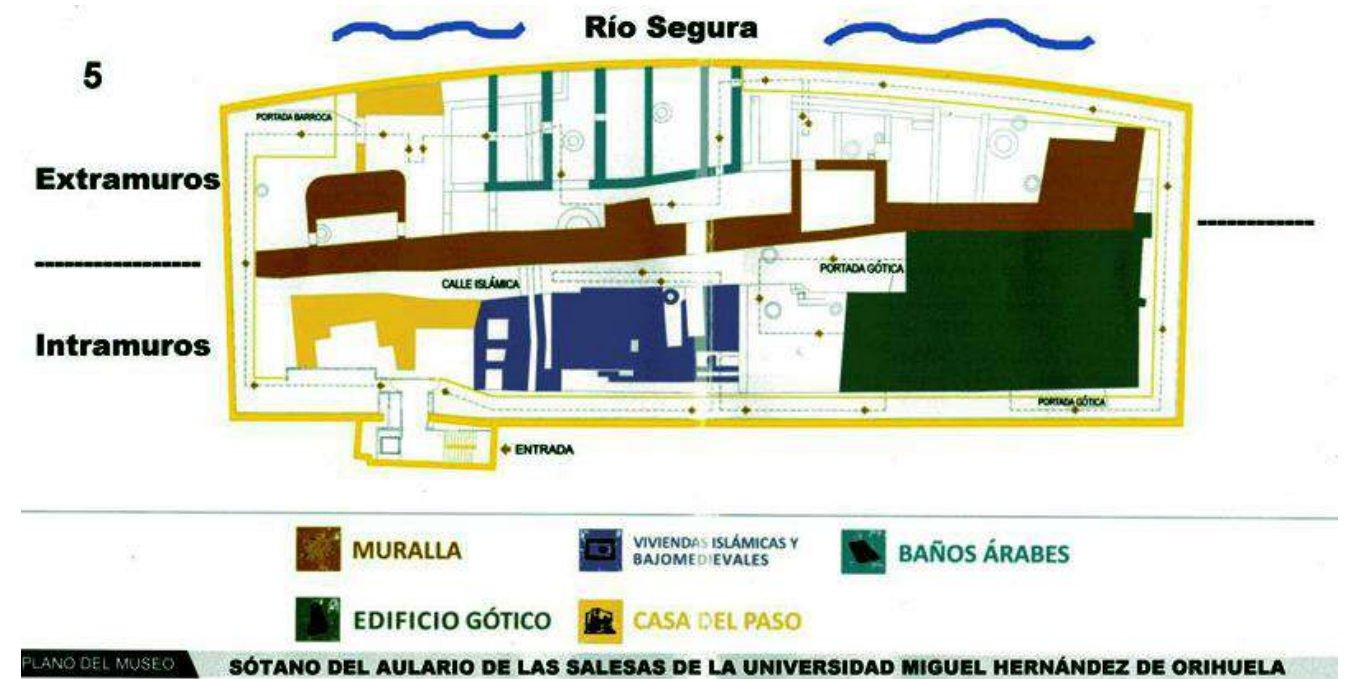 Río Segura
5
PORTADA BARROCA
Extramuros
------------------
-------------
CALLE ISLÁMICA
PORTADA GÓTICA
Intramuros
PORTADA GÓTICA
ENTRADA
MURALLA
VIVIENDAS ISLÁMICAS Y
BAJOMEDIEVALES
BAÑOS ÁRABES
EDIFICIO GÓTICO
CASA DEL PASO
PLANO DEL MUSEO
SÓTANO DEL AULARIO DE LAS SALESAS DE LA UNIVERSIDAD MIGUEL HERNÁNDEZ DE ORIHUELA